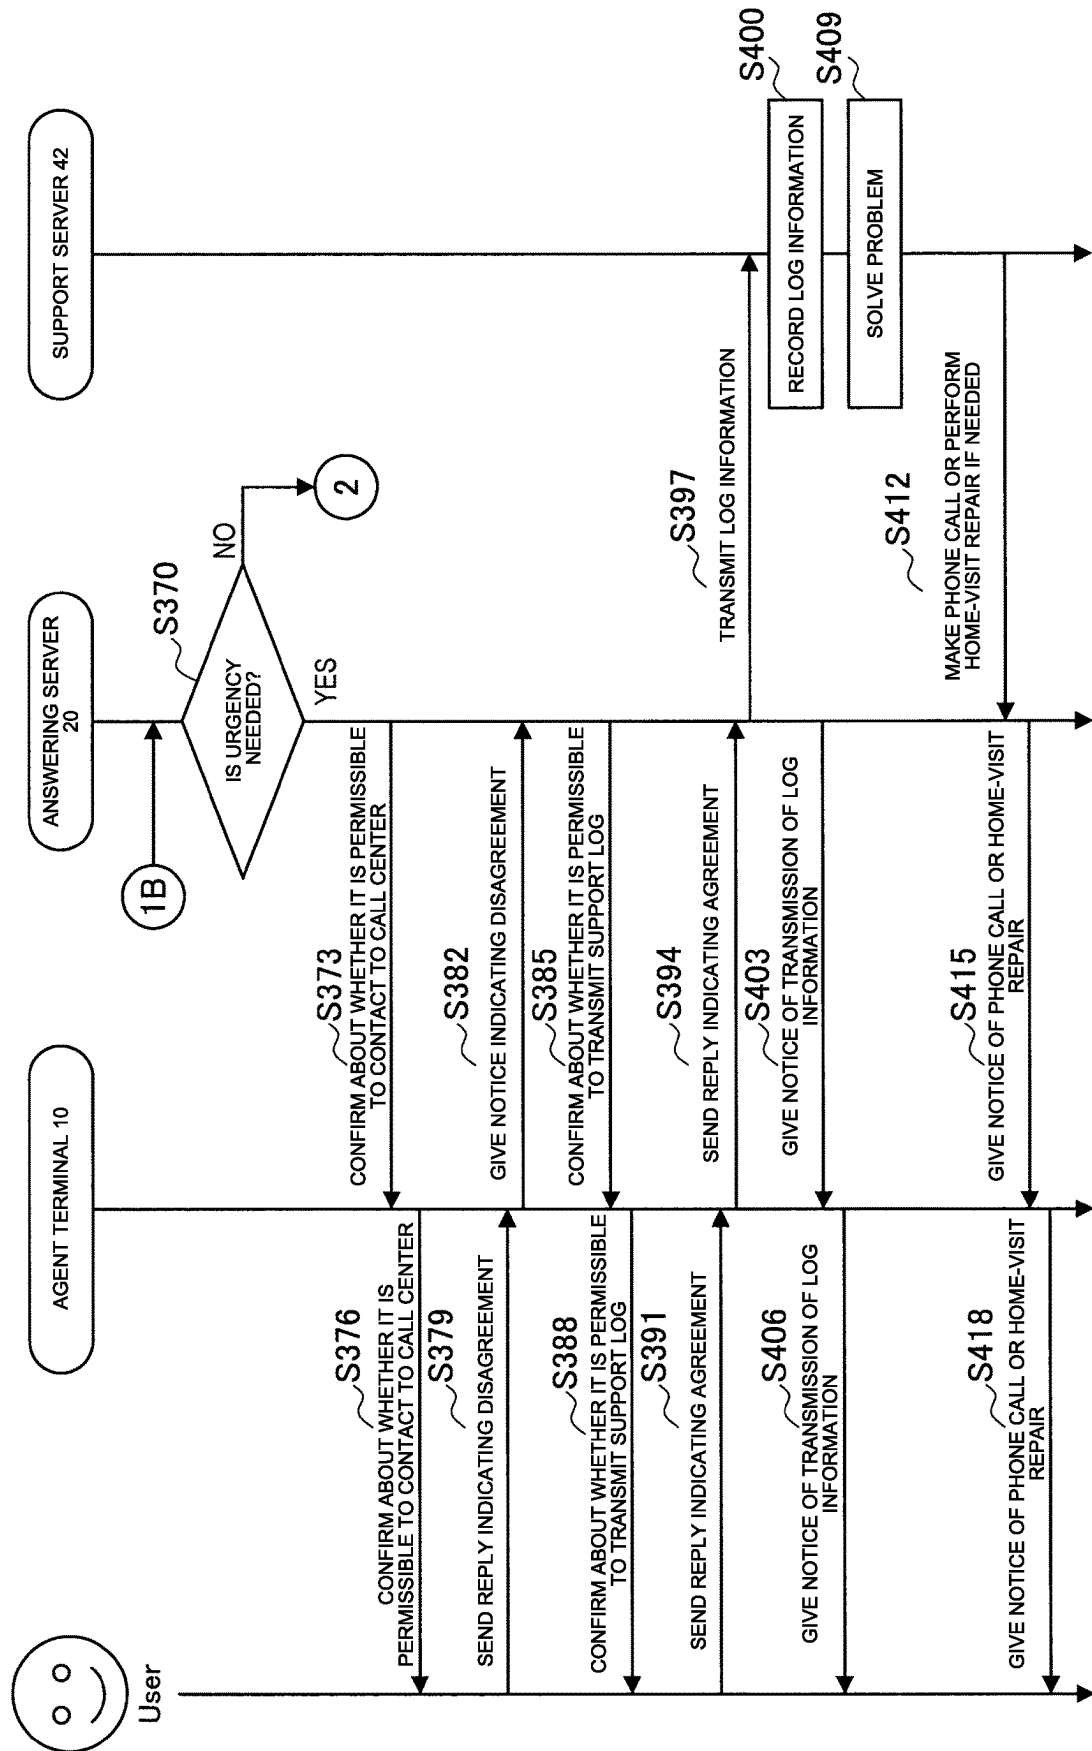 User
AGENT TERMINAL 10
ANSWERING SERVER
20
SUPPORT SERVER 42
1B
S370
IS URGENCY
NEEDED?
NO
2
YES
S373
CONFIRM ABOUT WHETHER IT IS PERMISSIBLE
TO CONTACT TO CALL CENTER
S376
CONFIRM ABOUT WHETHER IT IS
PERMISSIBLE TO CONTACT TO CALL CENTER
S379
SEND REPLY INDICATING DISAGREEMENT
S382
GIVE NOTICE INDICATING DISAGREEMENT
S385
CONFIRM ABOUT WHETHER IT IS PERMISSIBLE
TO TRANSMIT SUPPORT LOG
S388
CONFIRM ABOUT WHETHER IT IS PERMISSIBLE
TO TRANSMIT SUPPORT LOG
S391
SEND REPLY INDICATING AGREEMENT
S394
SEND REPLY INDICATING AGREEMENT
S397
TRANSMIT LOG INFORMATION
S400
RECORD LOG INFORMATION
S403
GIVE NOTICE OF TRANSMISSION OF LOG
INFORMATION
S406
GIVE NOTICE OF TRANSMISSION OF LOG
INFORMATION
S409
SOLVE PROBLEM
S412
MAKE PHONE CALL OR PERFORM
HOME-VISIT REPAIR IF NEEDED
S415
GIVE NOTICE OF PHONE CALL OR HOME-VISIT
REPAIR
S418
GIVE NOTICE OF PHONE CALL OR HOME-VISIT
REPAIR